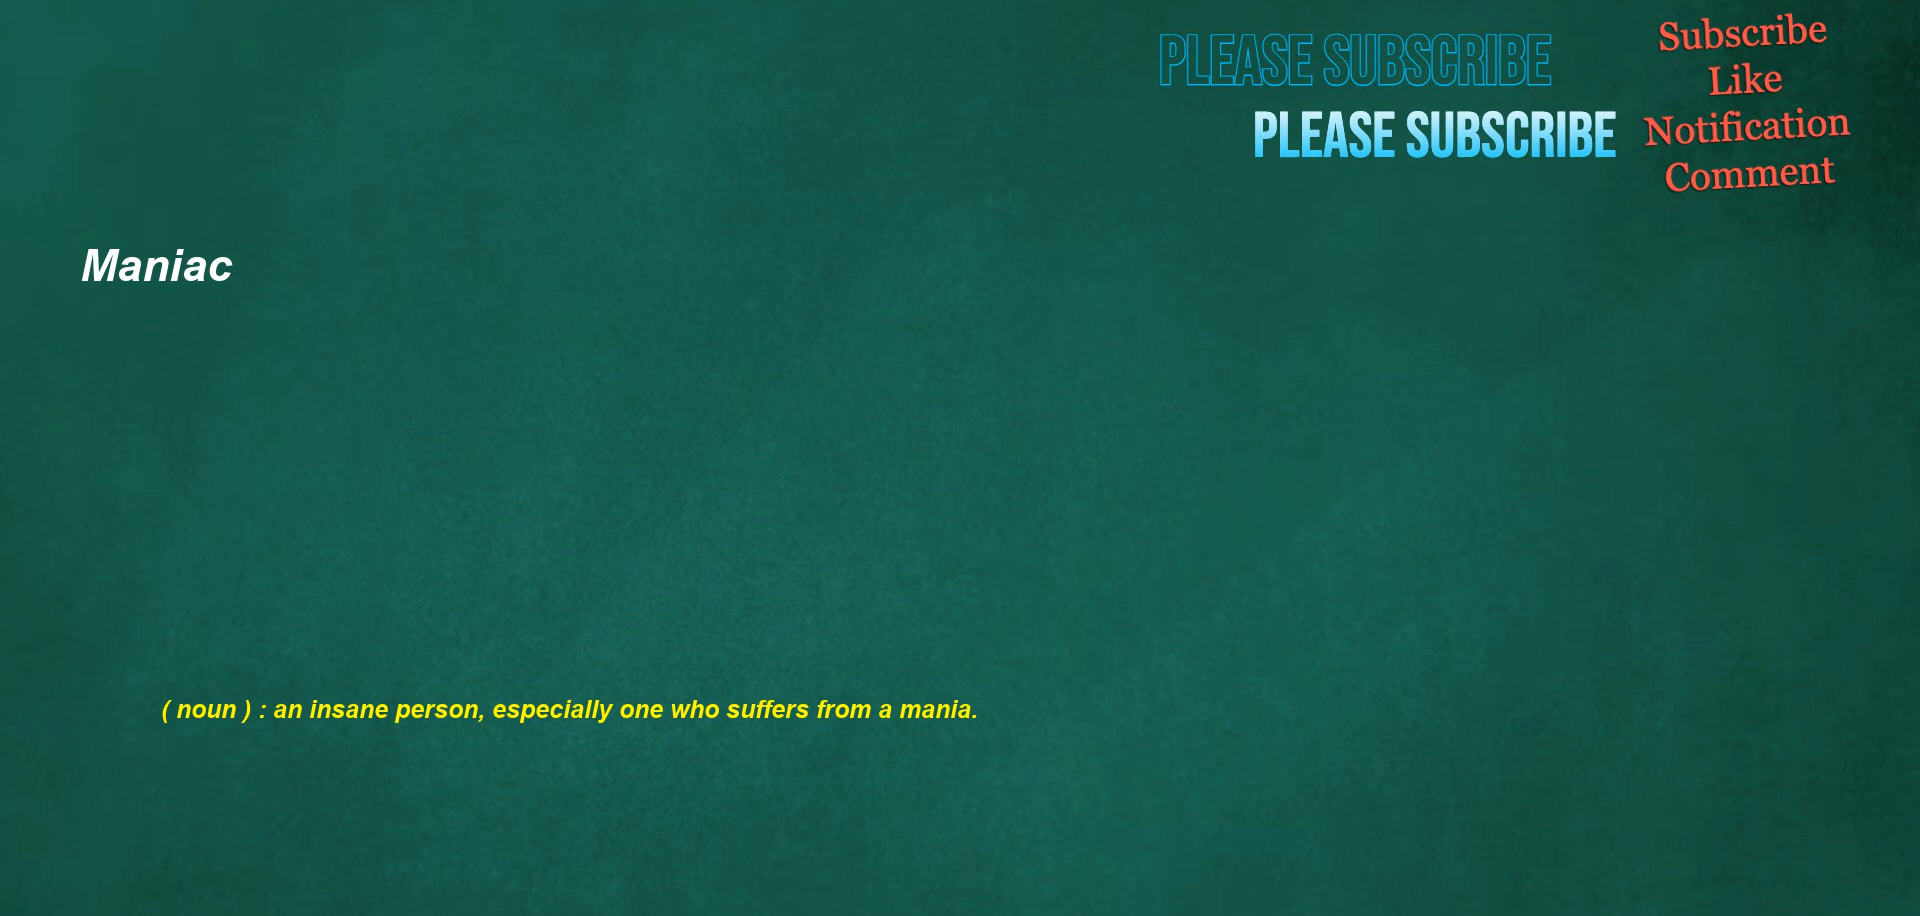 PLEASE SUBSCRIBE
PLEASE SUBSCRIBE
Subscribe
Like
Notification
Comment
Maniac
( noun ) : an insane person, especially one who suffers from a mania.